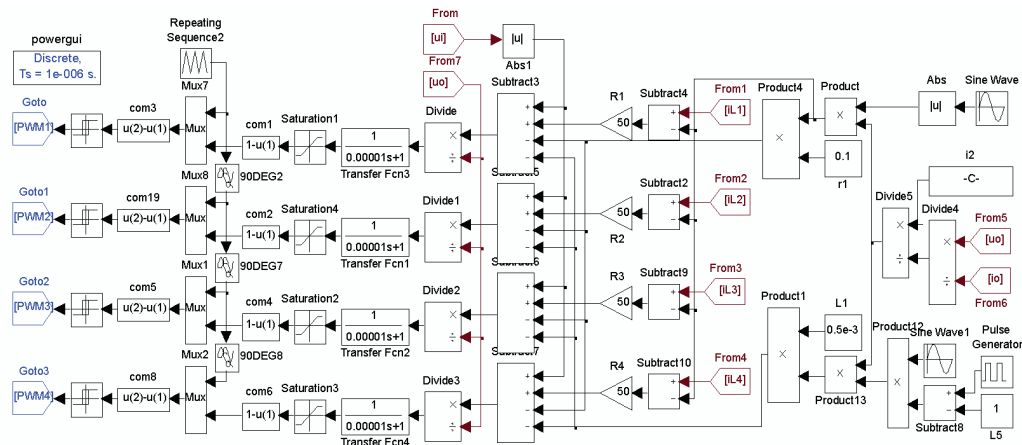 powergui
Discrete,
Ts = 1e-006 s.
Repeating
Sequence2
From
[ui]
|u|
Abs1
From7
[uo]
Subtract3
Goto
[PWM1]
com3
u(2)-u(1)
Mux7
Mux
com1
1-u(1)
Saturation1
1
0.00001s+1
Transfer Fcn3
Divide
×
÷
+
+
−
−
R1
50
Subtract4
+
−
From1
[iL1]
Product4
×
Product
×
Abs
|u|
Sine Wave
0.1
r1
i2
-C-
90DEG2
Goto1
[PWM2]
com19
u(2)-u(1)
Mux8
Mux
com2
1-u(1)
Saturation4
1
0.00001s+1
Transfer Fcn1
Divide1
×
÷
Subtract5
+
+
−
−
50
R2
Subtract2
+
−
From2
[iL2]
Divide5
×
÷
Divide4
×
÷
From5
[uo]
[io]
From6
90DEG7
Goto2
[PWM3]
com5
u(2)-u(1)
Mux1
Mux
com4
1-u(1)
Saturation2
1
0.00001s+1
Transfer Fcn2
Divide2
×
÷
Subtract6
+
+
−
−
R3
50
Subtract9
+
−
From3
[iL3]
Product1
×
L1
0.5e-3
×
Product13
Product12
×
Sine Wave1
Pulse
Generator
+
−
Subtract8
1
L5
90DEG8
Goto3
[PWM4]
com8
u(2)-u(1)
Mux2
Mux
com6
1-u(1)
Saturation3
1
0.00001s+1
Transfer Fcn4
Divide3
×
÷
Subtract7
+
+
−
−
R4
50
Subtract10
+
−
From4
[iL4]